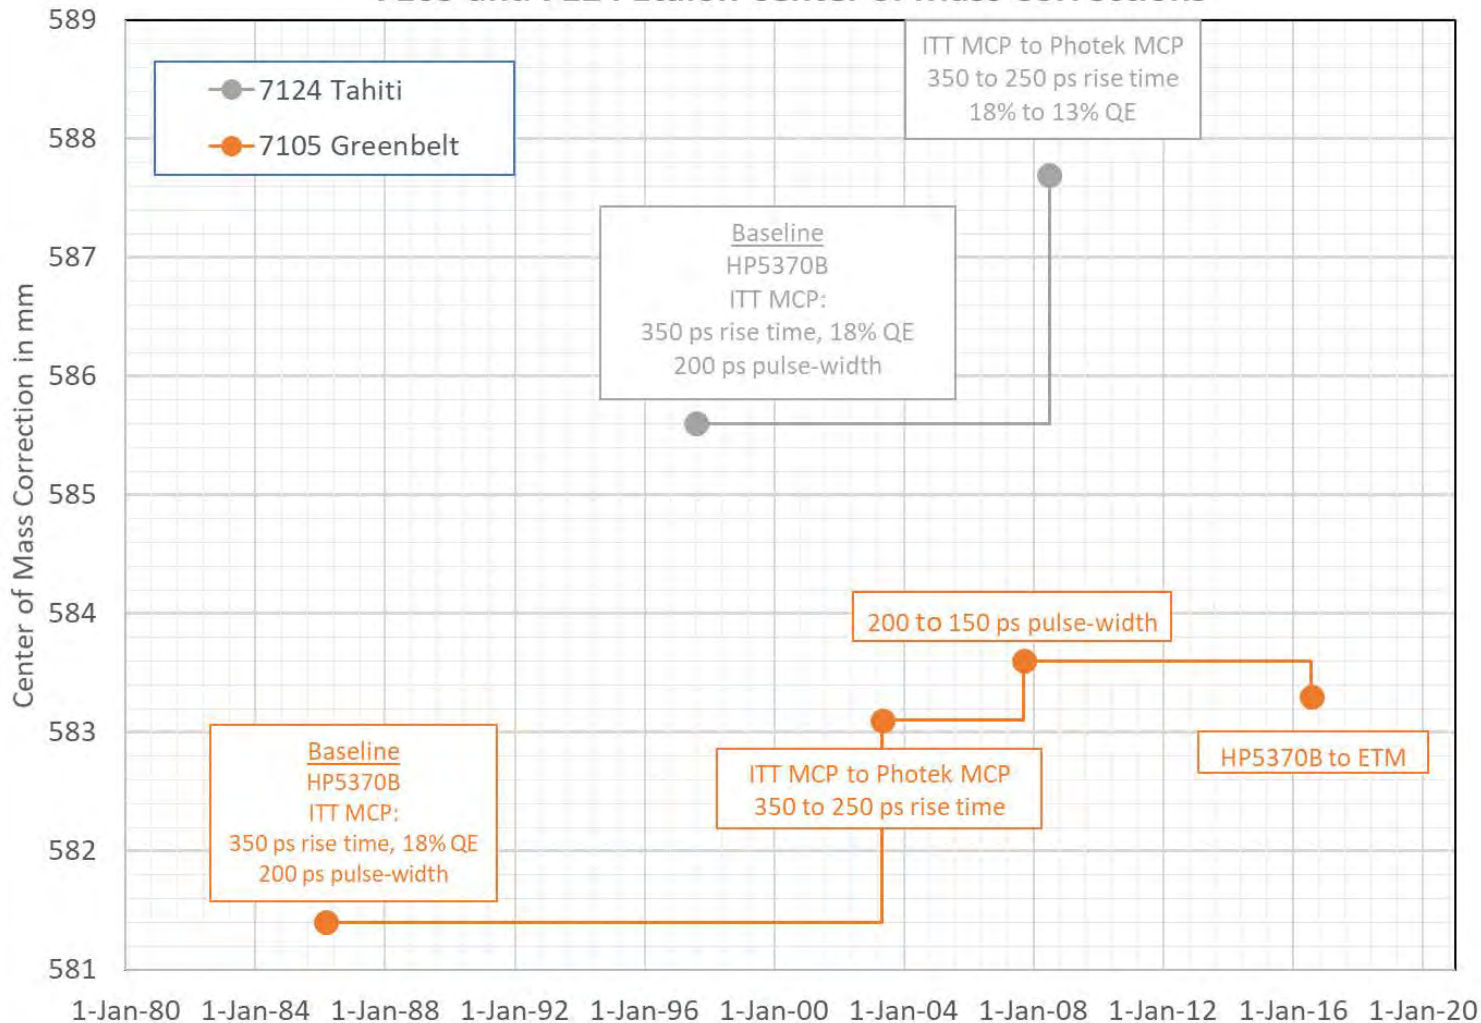 589
588
587
586
585
584
583
582
581
Center of Mass Correction in mm
7124 Tahiti
7105 Greenbelt
ITT MCP to Photek MCP
350 to 250 ps rise time
18% to 13% QE
Baseline
HP5370B
ITT MCP:
350 ps rise time, 18% QE
200 ps pulse-width
200 to 150 ps pulse-width
Baseline
HP5370B
ITT MCP:
350 ps rise time, 18% QE
200 ps pulse-width
ITT MCP to Photek MCP
350 to 250 ps rise time
HP5370B to ETM
1-Jan-80 1-Jan-84 1-Jan-88 1-Jan-92 1-Jan-96 1-Jan-00 1-Jan-04 1-Jan-08 1-Jan-12 1-Jan-16 1-Jan-20